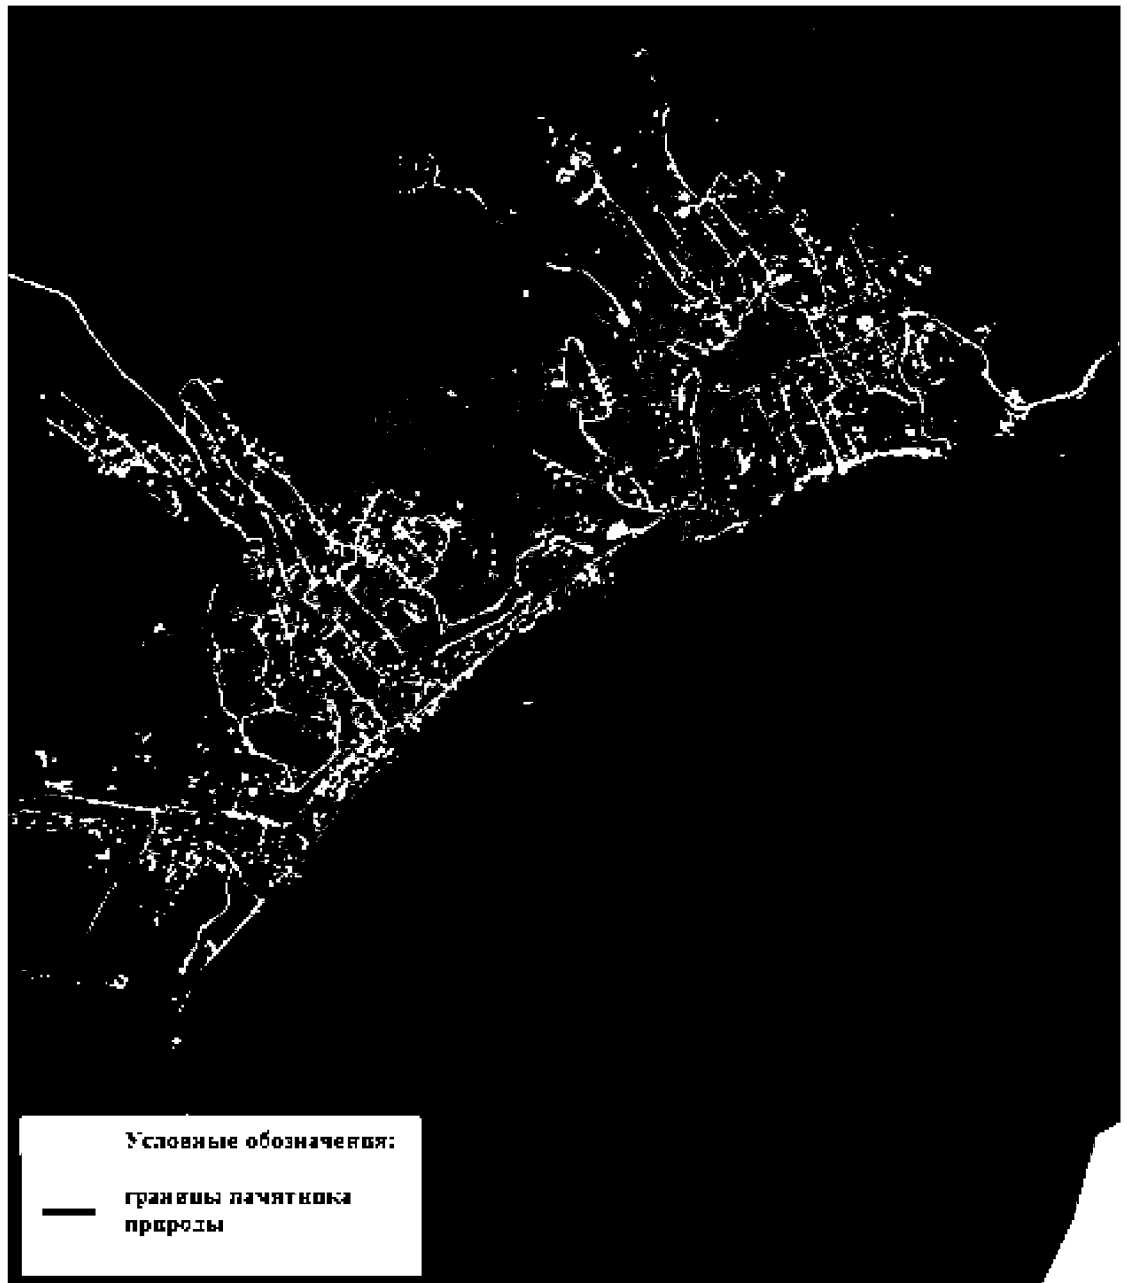 Условные обозначения:
границы памятника
природы